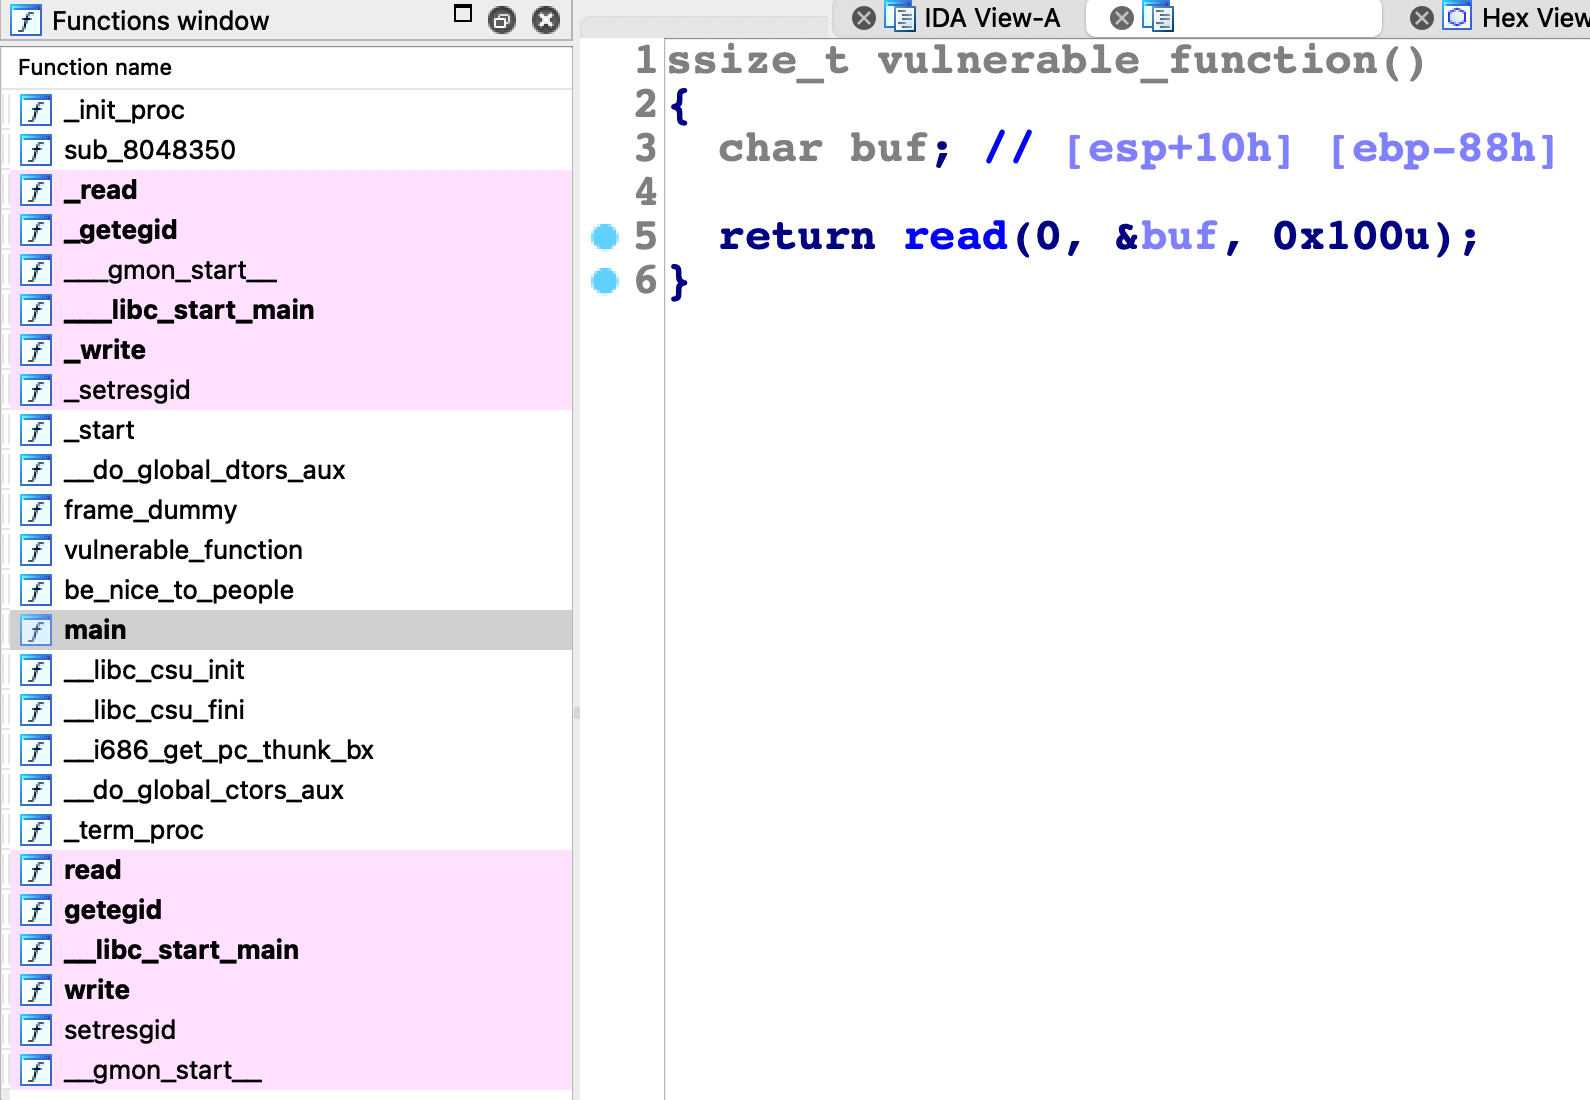 Functions window
Function name
_init_proc
sub_8048350
_read
_getegid
___gmon_start__
___libc_start_main
_write
_setresgid
_start
__do_global_dtors_aux
frame_dummy
vulnerable_function
be_nice_to_people
main
__libc_csu_init
__libc_csu_fini
__i686_get_pc_thunk_bx
__do_global_ctors_aux
_term_proc
read
getegid
__libc_start_main
write
setresgid
__gmon_start__
IDA View-A
Hex View
1 ssize_t vulnerable_function()
2 {
3 char buf; // [esp+10h] [ebp-88h]
4
5 return read(0, &buf, 0x100u);
6 }